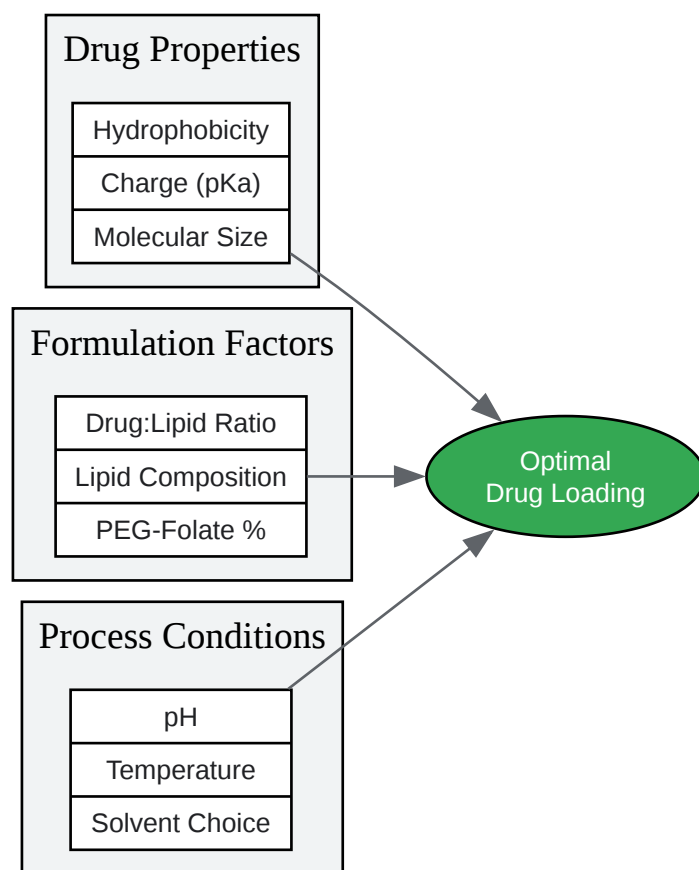 Drug Properties
Hydrophobicity
Charge (pKa)
Molecular Size
Formulation Factors
Drug:Lipid Ratio
Lipid Composition
PEG-Folate %
Optimal
Drug Loading
Process Conditions
pH
Temperature
Solvent Choice